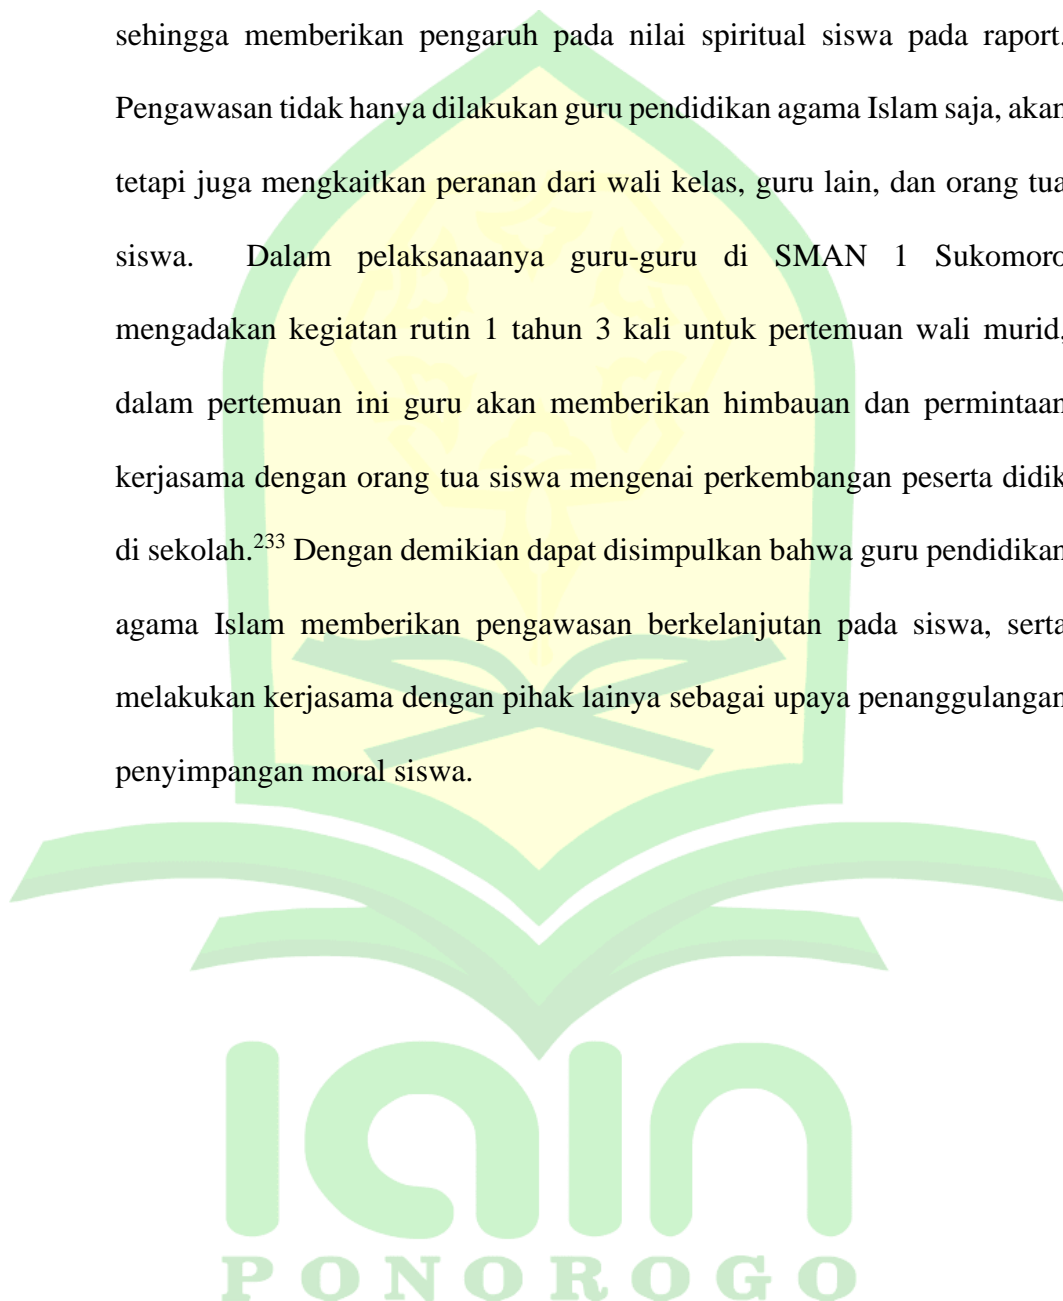 sehingga memberikan pengaruh pada nilai spiritual siswa pada raport.
Pengawasan tidak hanya dilakukan guru pendidikan agama Islam saja, akan
tetapi juga mengkaitkan peranan dari wali kelas, guru lain, dan orang tua
siswa. Dalam pelaksanaanya guru-guru di SMAN 1 Sukomoro
mengadakan kegiatan rutin 1 tahun 3 kali untuk pertemuan wali murid,
dalam pertemuan ini guru akan memberikan himbauan dan permintaan
kerjasama dengan orang tua siswa mengenai perkembangan peserta didik
di sekolah.233 Dengan demikian dapat disimpulkan bahwa guru pendidikan
agama Islam memberikan pengawasan berkelanjutan pada siswa, serta
melakukan kerjasama dengan pihak lainya sebagai upaya penanggulangan
penyimpangan moral siswa.
iain
PONOROGO